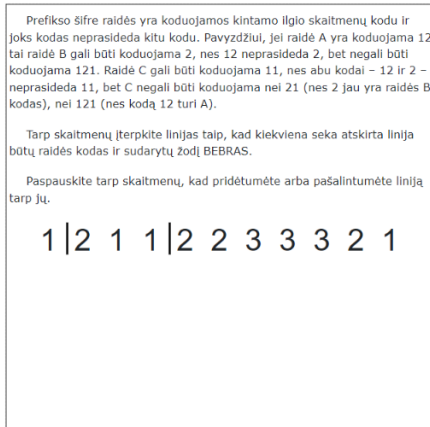 Prefikso šifre raidės yra koduojamos kintamo ilgio skaitmenų kodu ir
joks kodas neprasideda kitu kodu. Pavyzdžiui, jei raidė A yra koduojama 12
tai raidė B gali būti koduojama 2, nes 12 neprasideda 2, bet negali būti
koduojama 121. Raidė C gali būti koduojama 11, nes abu kodai – 12 ir 2 –
neprasideda 11, bet C negali būti koduojama nei 21 (nes 2 jau yra raidės B
kodas), nei 121 (nes kodą 12 turi A).
Tarp skaitmenų įterpkite linijas taip, kad kiekviena seka atskirta linija
būtų raidės kodas ir sudarytų žodį BEBRAS.
Paspauskite tarp skaitmenų, kad pridėtumėte arba pašalintumėte liniją
tarp jų.
1|2 1 1|2 2 3 3 3 2 1